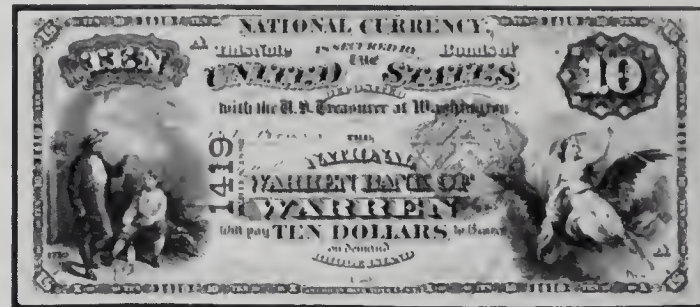 NATIONAL CURRENCY
TEN
A
This Note IS SECURED BY Bonds of
10
THE
UNITED STATES
DEPOSITED
with the U.S. Treasurer at Washington
THE
1419
NATIONAL
WARREN BANK OF
WARREN
will pay TEN DOLLARS to Bearer
on demand
RHODE ISLAND
A